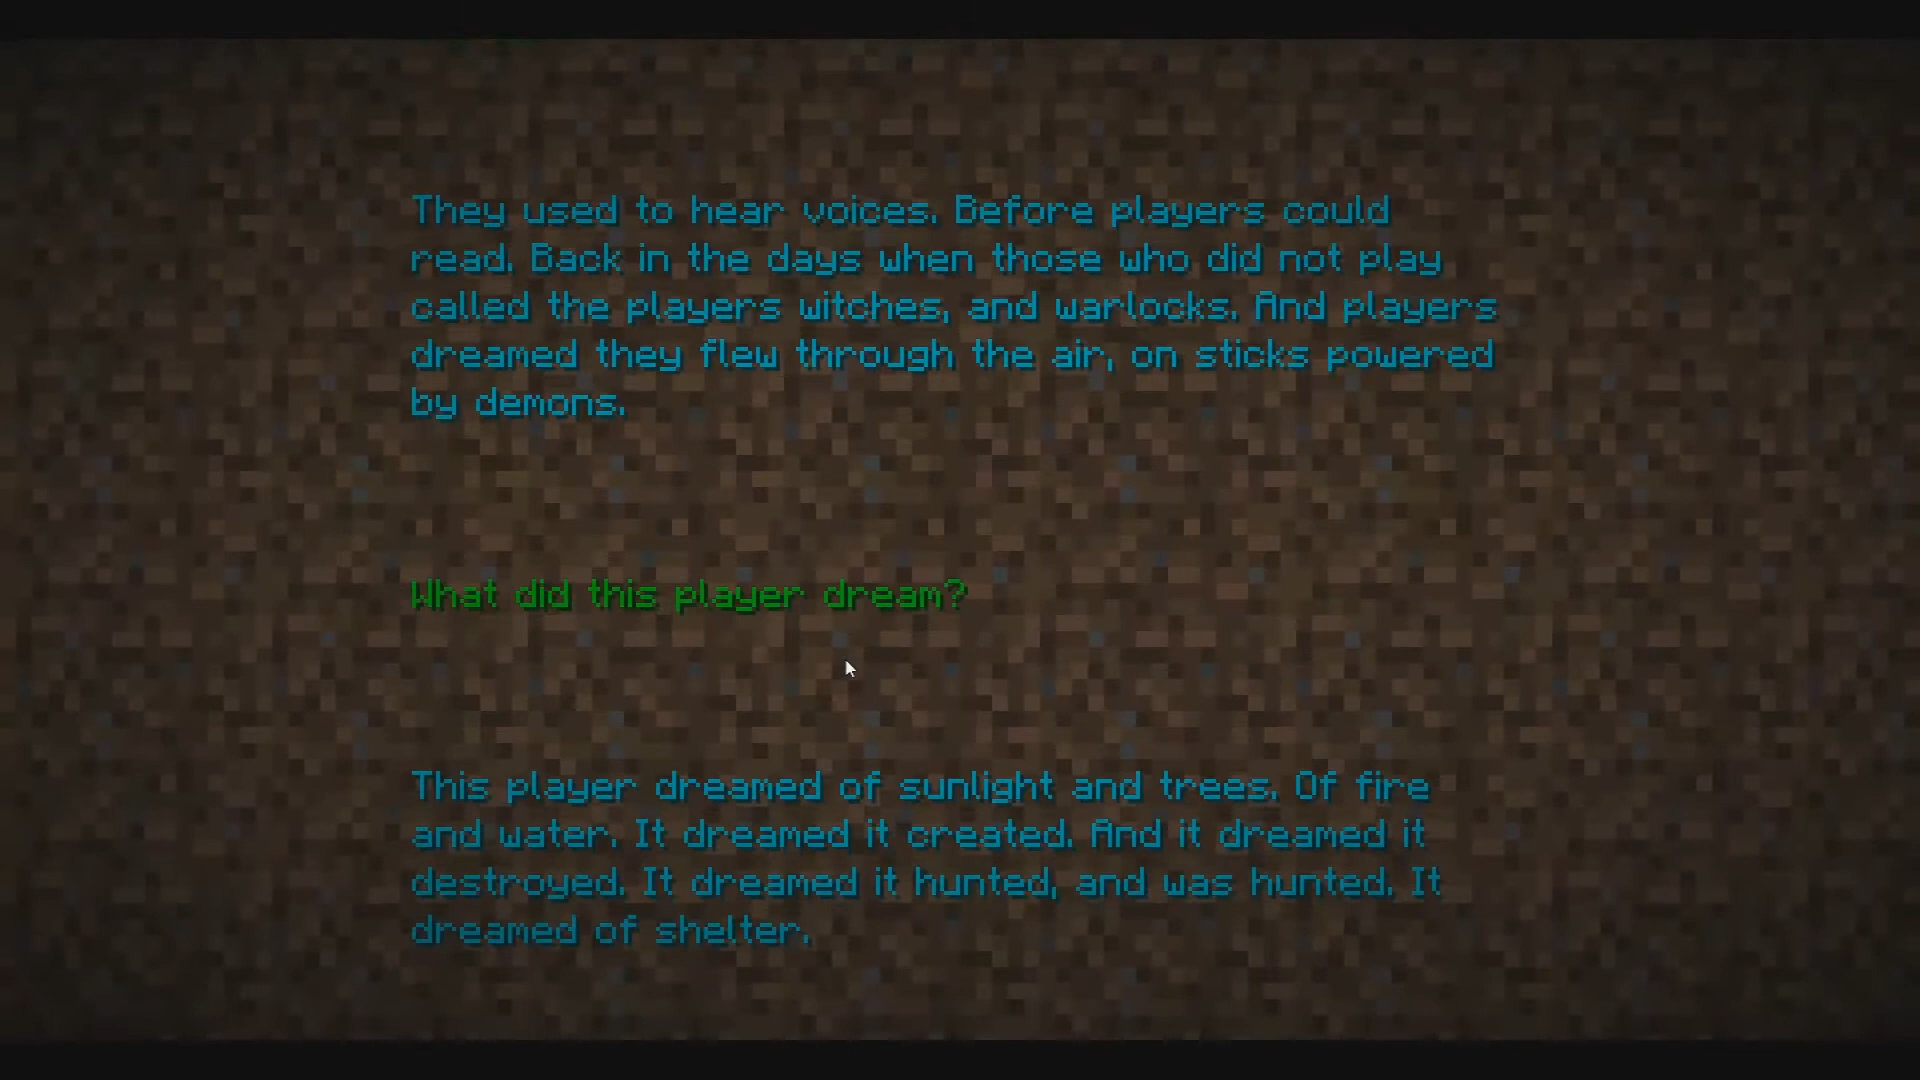 They used to hear voices. Before players could
read. Back in the days when those who did not play
called the players witches, and warlocks. And players
dreamed they flew through the air, on sticks powered
by demons.
What did this player dream?
This player dreamed of sunlight and trees. Of fire
and water. It dreamed it created. And it dreamed it
destroyed. It dreamed it hunted, and was hunted. It
dreamed of shelter.